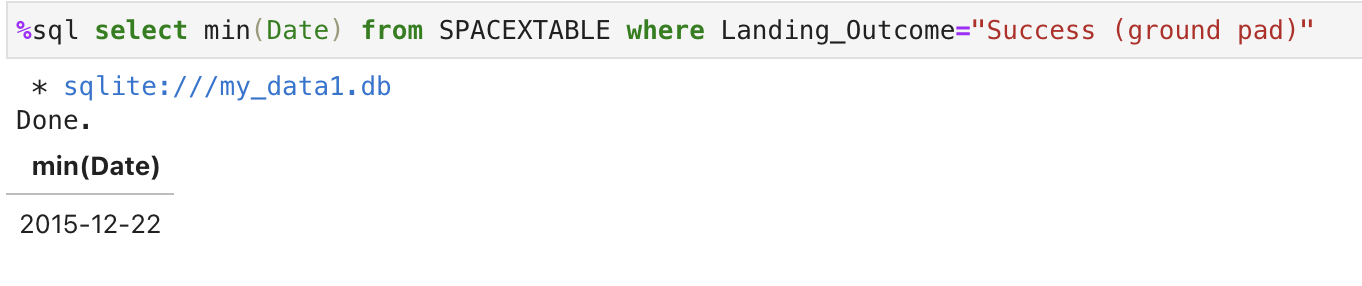 %sql select min(Date) from SPACEXTABLE where Landing_Outcome="Success (ground pad)"
* sqlite:///my_data1.db
Done.
min(Date)
2015-12-22